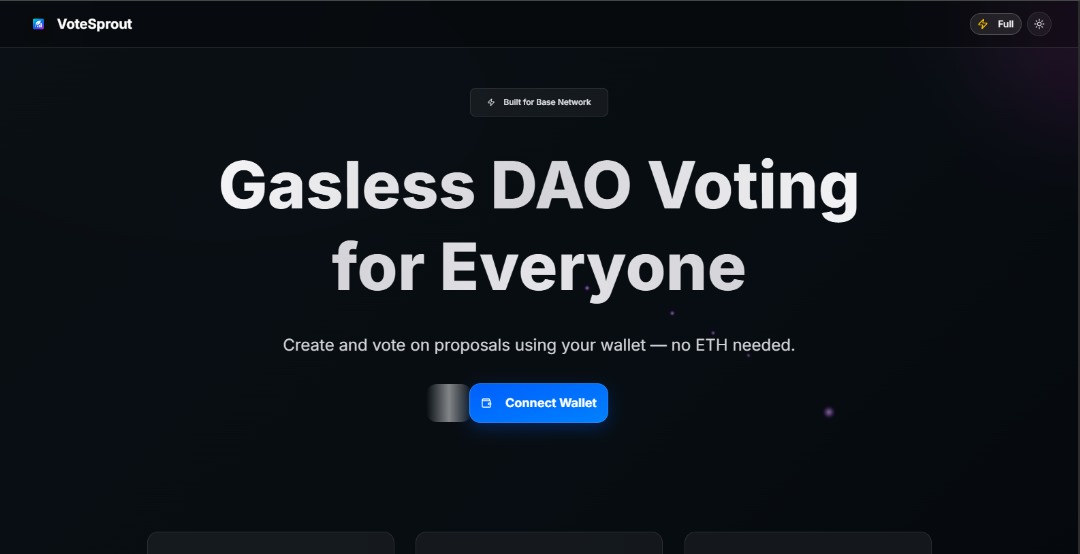 VoteSprout
Full
Built for Base Network
Gasless DAO Voting
for Everyone
Create and vote on proposals using your wallet — no ETH needed.
Connect Wallet